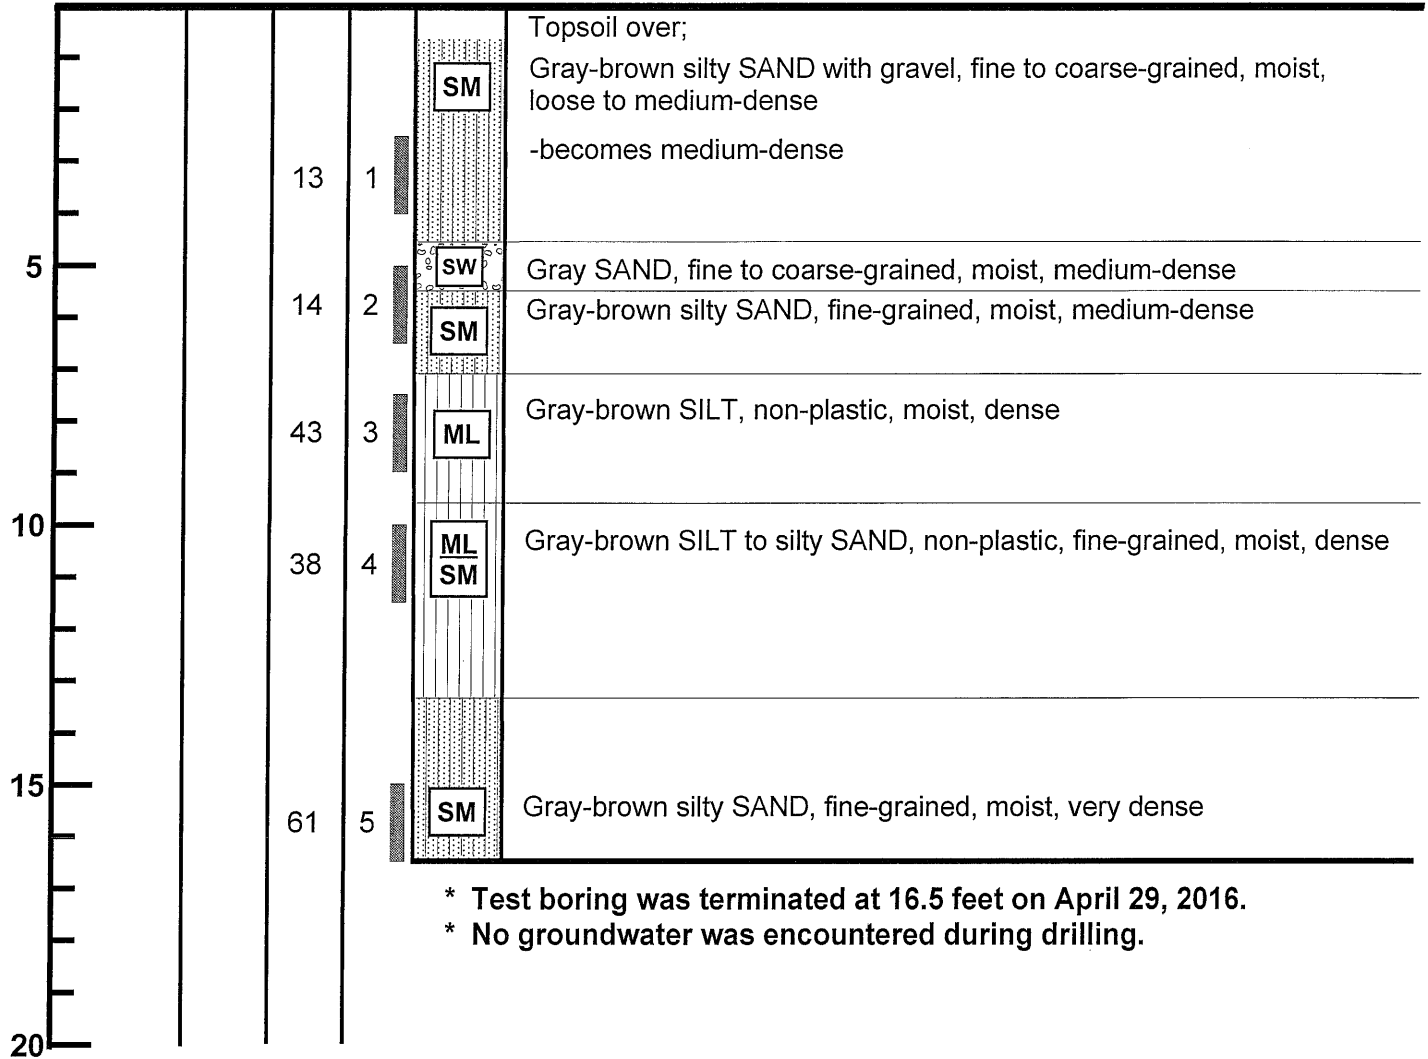 Topsoil over;
SM
Gray-brown silty SAND with gravel, fine to coarse-grained, moist,
loose to medium-dense
-becomes medium-dense
13 1
5
SW
Gray SAND, fine to coarse-grained, moist, medium-dense
14 2
SM
Gray-brown silty SAND, fine-grained, moist, medium-dense
43 3
ML
Gray-brown SILT, non-plastic, moist, dense
10
38 4
ML
SM
Gray-brown SILT to silty SAND, non-plastic, fine-grained, moist, dense
15
61 5
SM
Gray-brown silty SAND, fine-grained, moist, very dense
* Test boring was terminated at 16.5 feet on April 29, 2016.
* No groundwater was encountered during drilling.
20